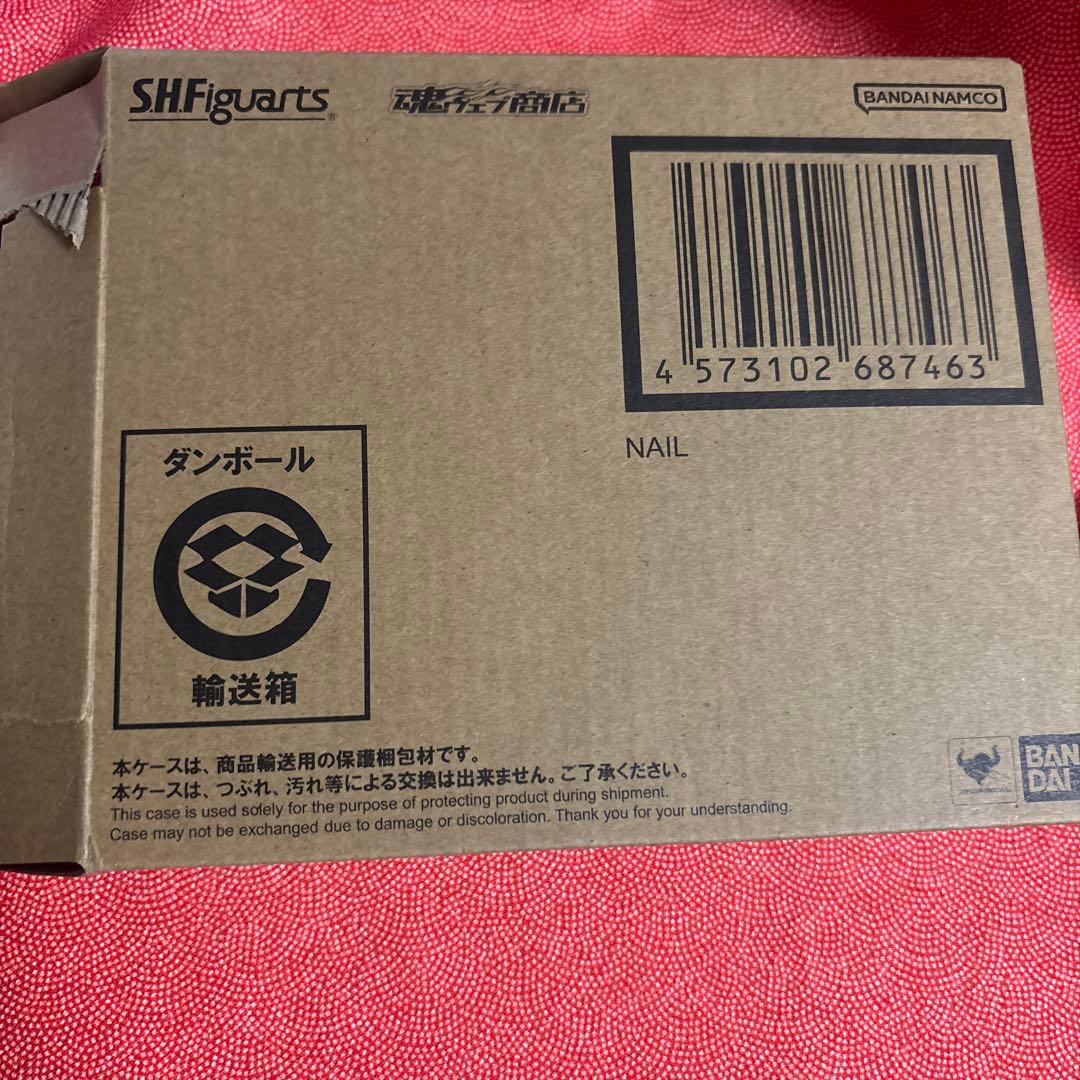 S.H.Figuarts®
魂ウェブ商店
BANDAI NAMCO
4 573102 687463
NAIL
ダンボール
輸送箱
本ケースは、商品輸送用の保護梱包材です。
本ケースは、つぶれ、汚れ等による交換は出来ません。ご了承ください。
This case is used solely for the purpose of protecting product during shipment.
Case may not be exchanged due to damage or discoloration. Thank you for your understanding.
BAN
DAI